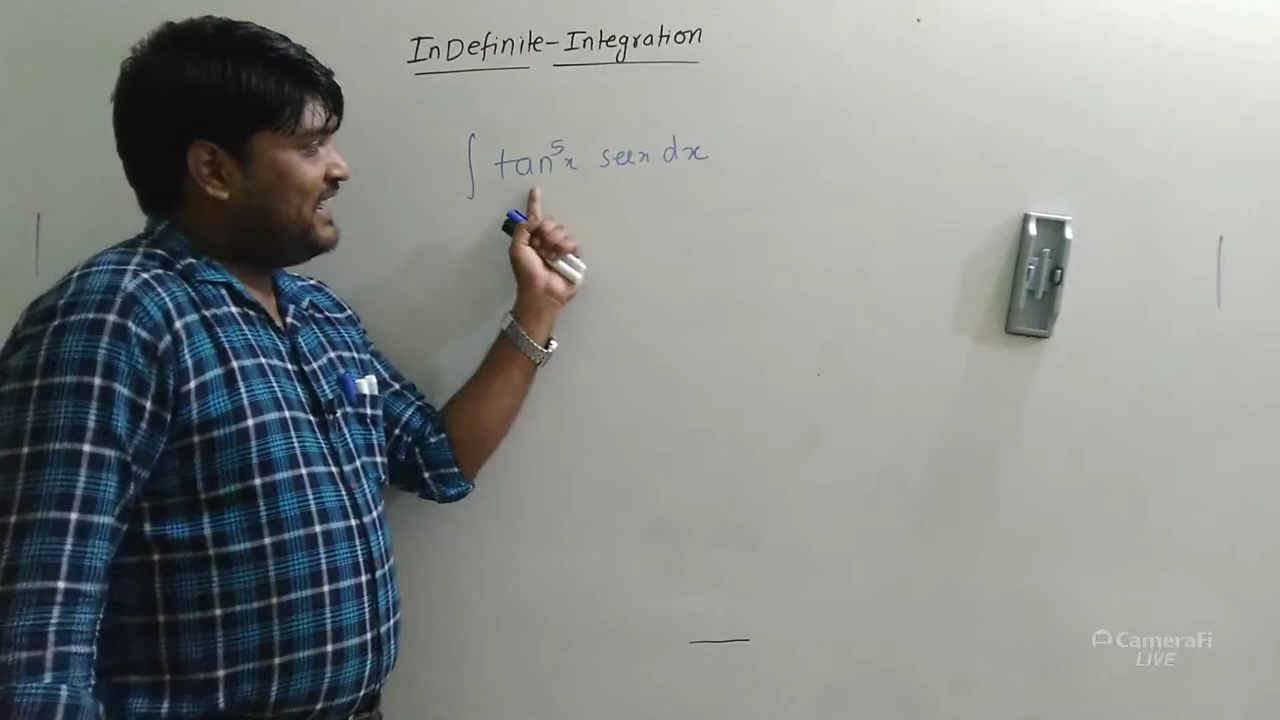 InDefinite-Integration
∫ tan⁵x secx dx
CameraFi
LIVE